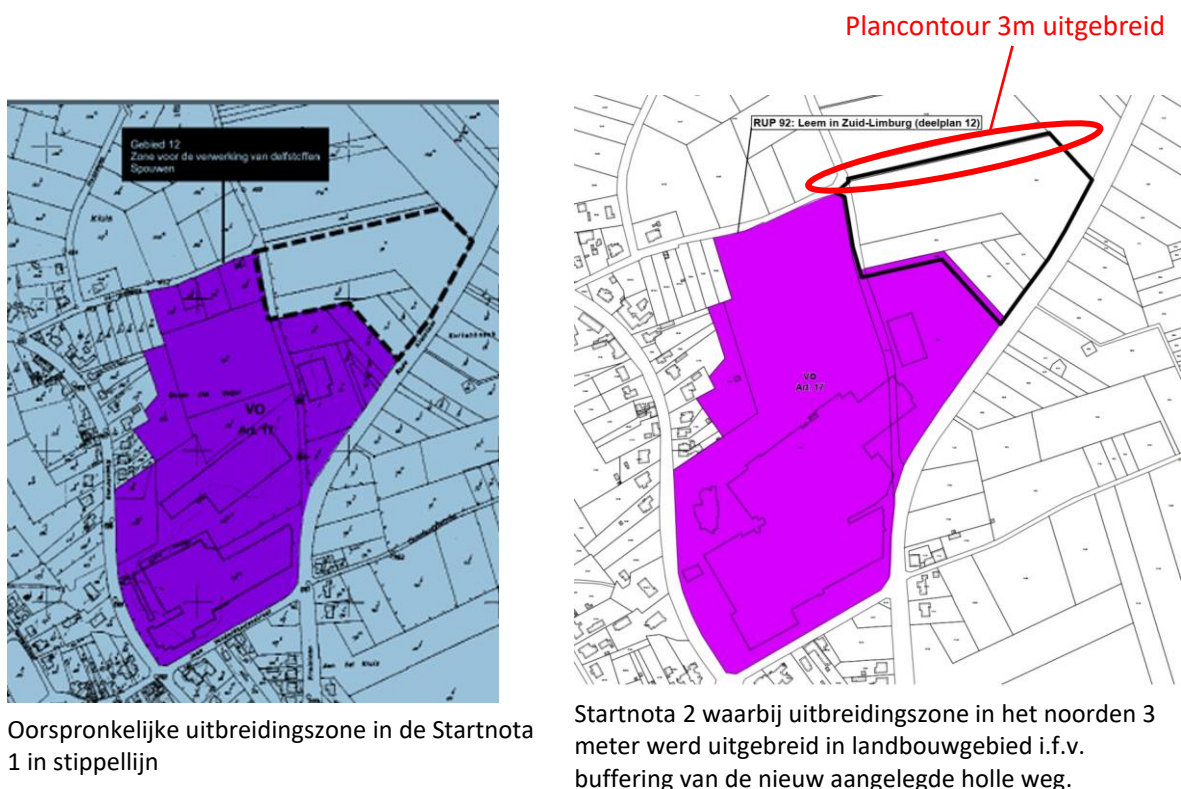 Plancontour 3m uitgebreid
Gebied 12
Zone voor de verwerking van delfstoffen
Spouwen
Kluis
VO
Art. 17
RUP 92: Leem in Zuid-Limburg (deelplan 12)
VO
Art. 17
Oorspronkelijke uitbreidingszone in de Startnota
1 in stippellijn
Startnota 2 waarbij uitbreidingszone in het noorden 3
meter werd uitgebreid in landbouwgebied i.f.v.
buffering van de nieuw aangelegde holle weg.